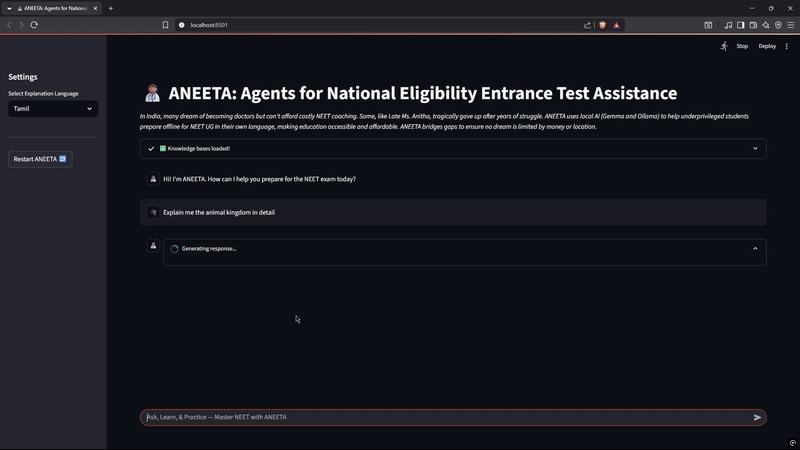 ANEETA: Agents for National
localhost:8501
Stop
Deploy
Settings
Select Explanation Language
Tamil
Restart ANEETA
ANEETA: Agents for National Eligibility Entrance Test Assistance
In India, many dream of becoming doctors but can't afford costly NEET coaching. Some, like Late Ms. Anitha, tragically gave up after years of struggle. ANEETA uses local AI (Gemma and Ollama) to help underprivileged students
prepare offline for NEET UG in their own language, making education accessible and affordable. ANEETA bridges gaps to ensure no dream is limited by money or location.
Knowledge bases loaded!
Hi! I'm ANEETA. How can I help you prepare for the NEET exam today?
Explain me the animal kingdom in detail
Generating response...
Ask, Learn, & Practice — Master NEET with ANEETA